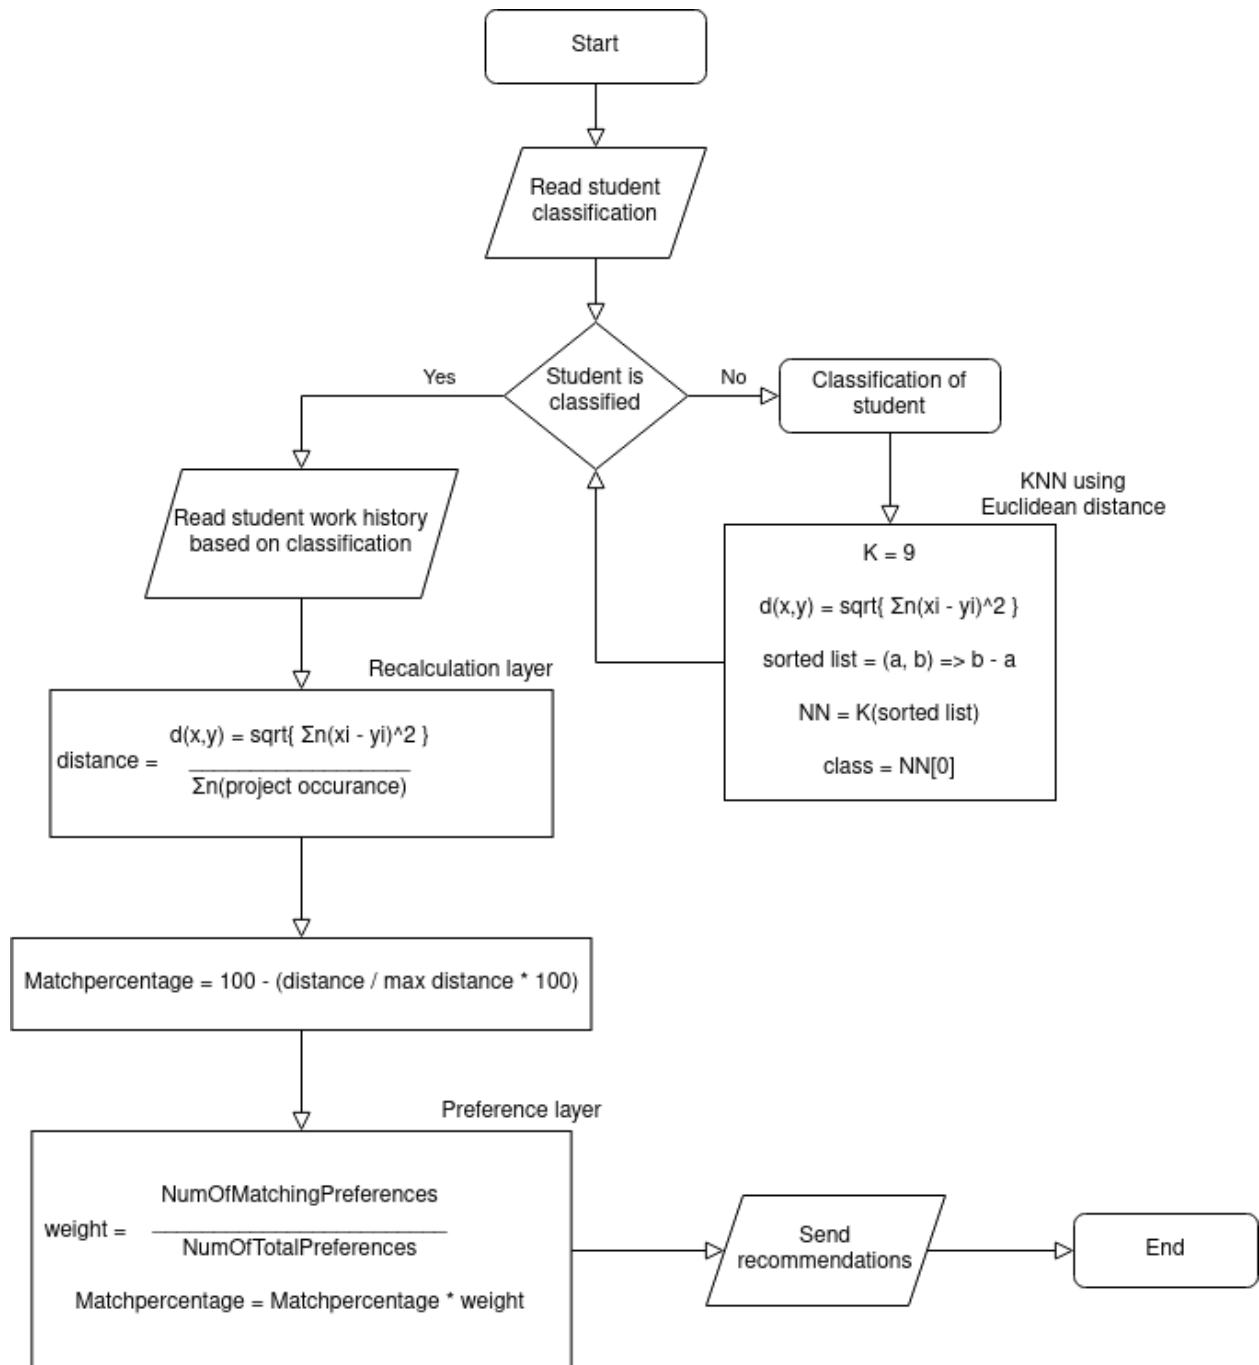 Start
Read student
classification
Student is
classified
Yes
No
Classification of
student
KNN using
Euclidean distance
K = 9
d(x,y) = sqrt{ Σn(xi - yi)^2 }
sorted list = (a, b) => b - a
NN = K(sorted list)
class = NN[0]
Read student work history
based on classification
Recalculation layer
d(x,y) = sqrt{ Σn(xi - yi)^2 }
distance =
Σn(project occurance)
Matchpercentage = 100 - (distance / max distance * 100)
Preference layer
NumOfMatchingPreferences
weight =
NumOfTotalPreferences
Matchpercentage = Matchpercentage * weight
Send
recommendations
End